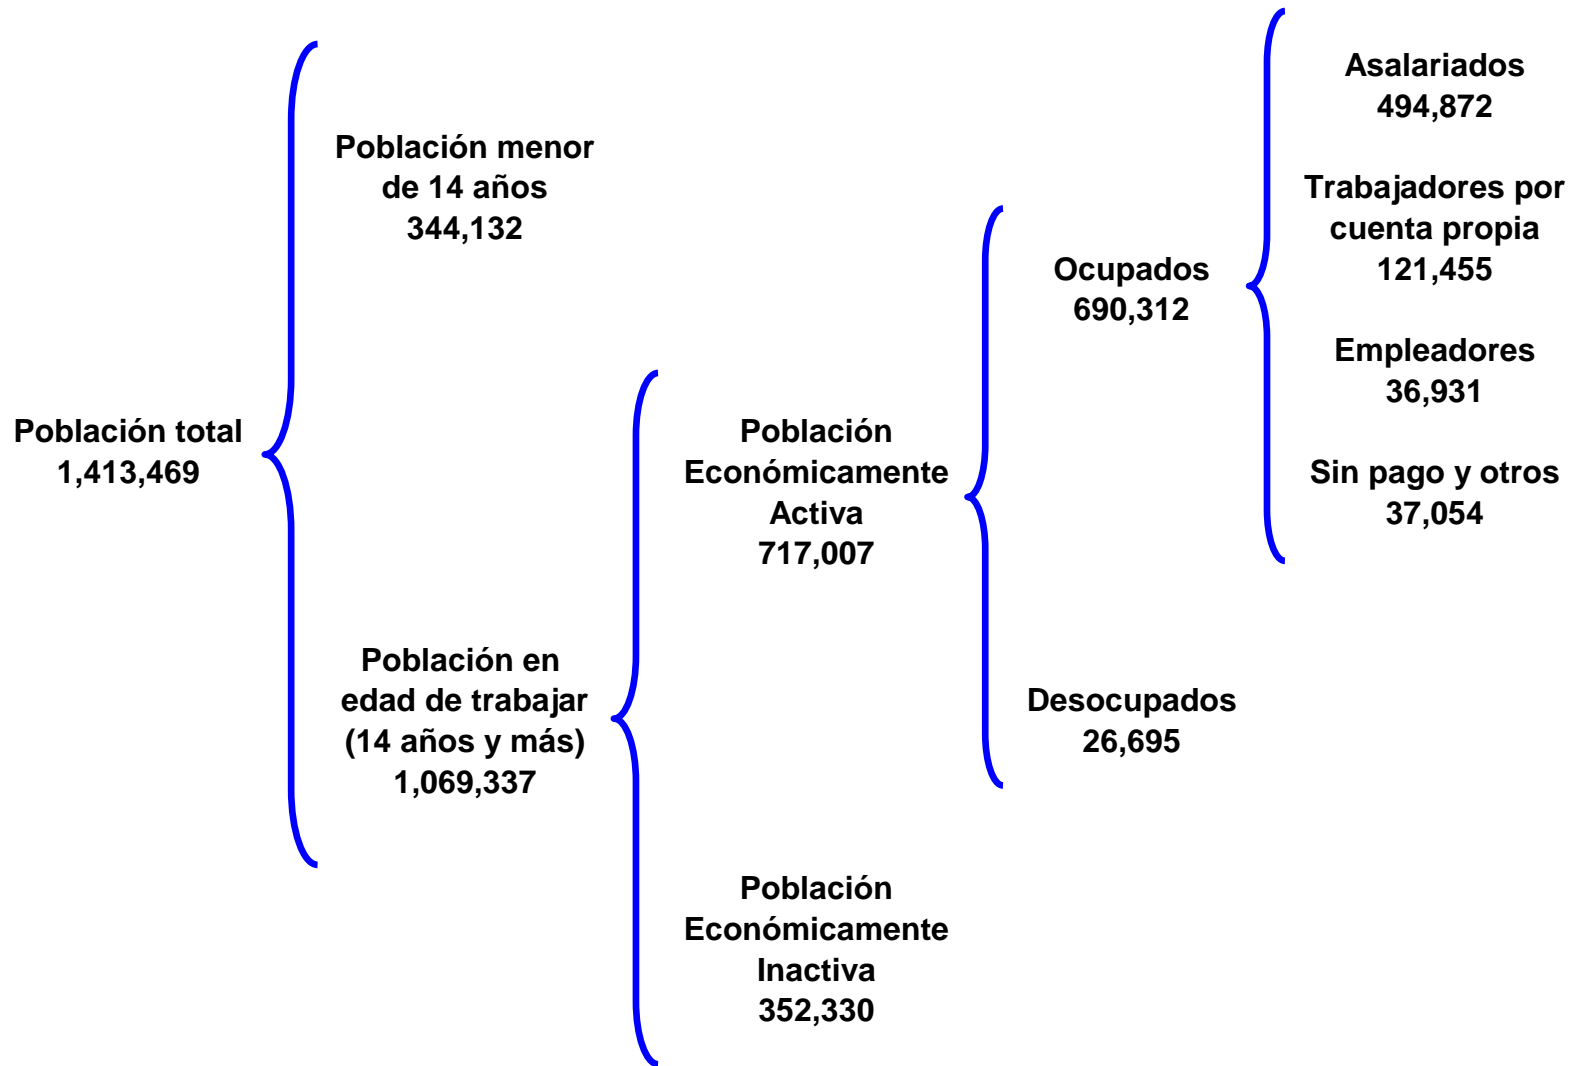 Población total
1,413,469
Población menor
de 14 años
344,132
Población en
edad de trabajar
(14 años y más)
1,069,337
Población
Económicamente
Activa
717,007
Población
Económicamente
Inactiva
352,330
Ocupados
690,312
Desocupados
26,695
Asalariados
494,872
Trabajadores por
cuenta propia
121,455
Empleadores
36,931
Sin pago y otros
37,054